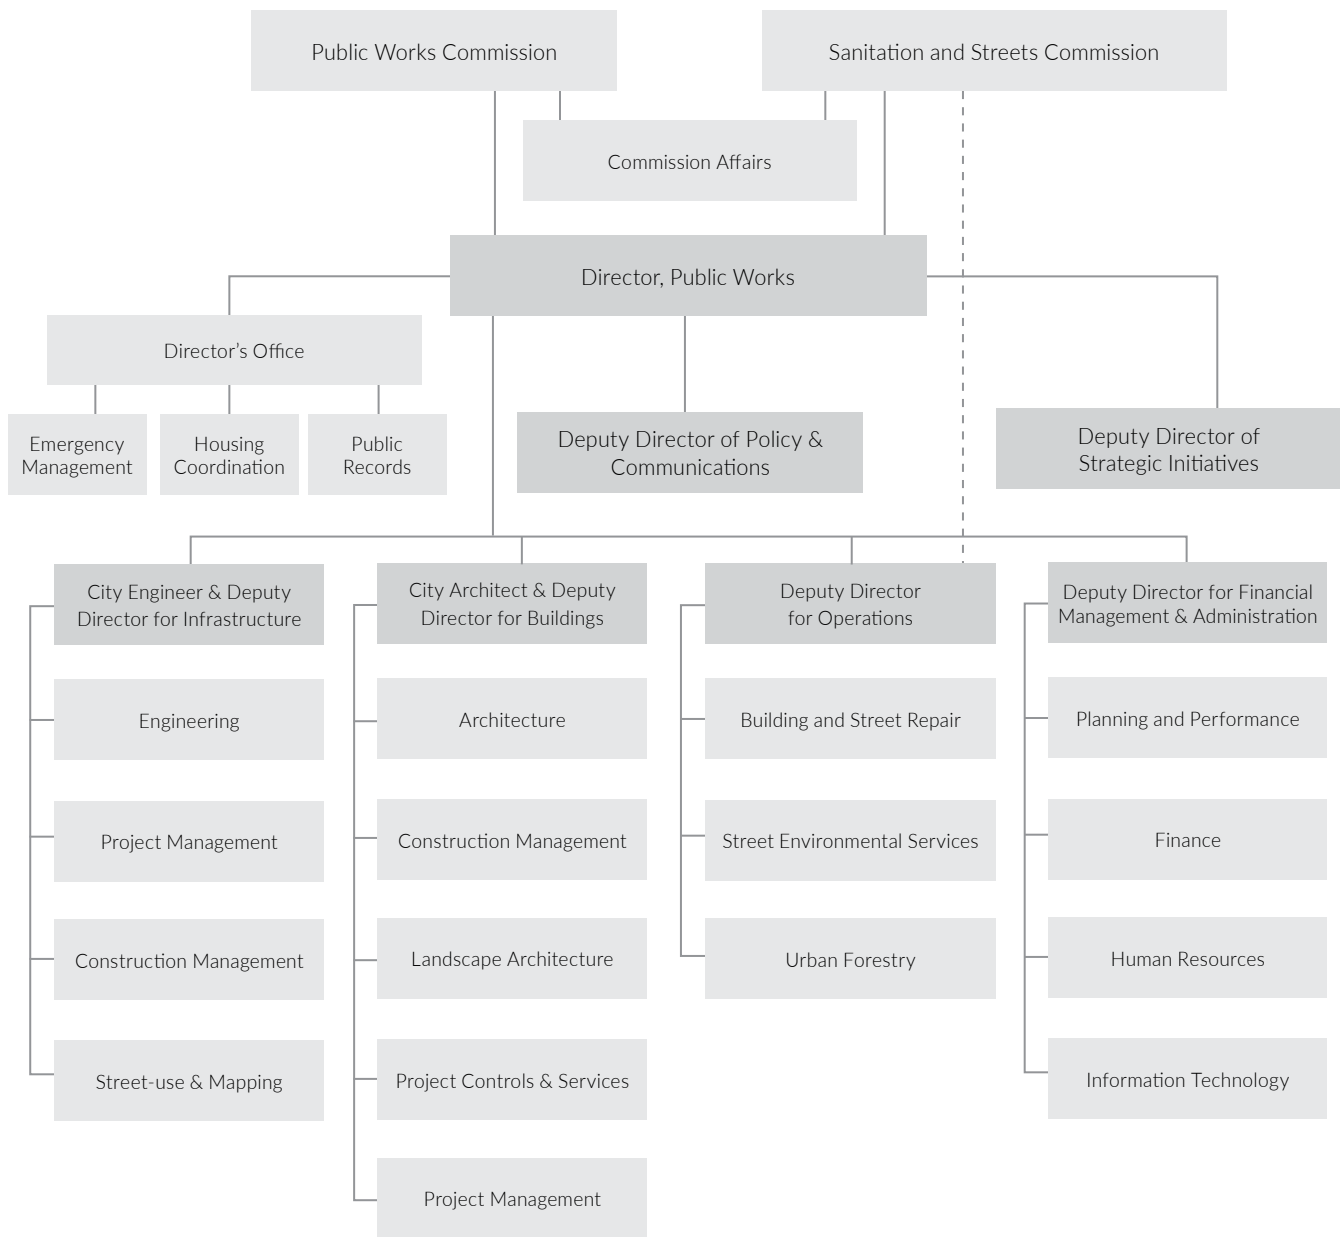 Public Works Commission
Sanitation and Streets Commission
Commission Affairs
Director, Public Works
Director’s Office
Emergency
Management
Housing
Coordination
Public
Records
Deputy Director of Policy &
Communications
Deputy Director of
Strategic Initiatives
City Engineer & Deputy
Director for Infrastructure
Engineering
Project Management
Construction Management
Street-use & Mapping
City Architect & Deputy
Director for Buildings
Architecture
Construction Management
Landscape Architecture
Project Controls & Services
Project Management
Deputy Director
for Operations
Building and Street Repair
Street Environmental Services
Urban Forestry
Deputy Director for Financial
Management & Administration
Planning and Performance
Finance
Human Resources
Information Technology